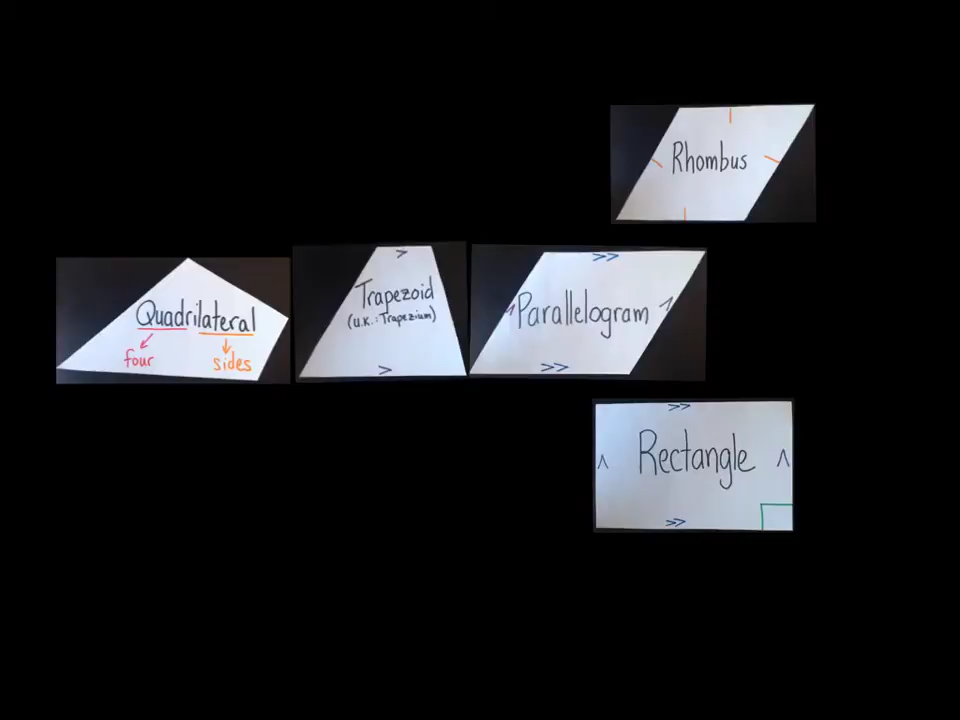 Rhombus
Quadrilateral
four
sides
Trapezoid
(U.K.: Trapezium)
Parallelogram
Rectangle